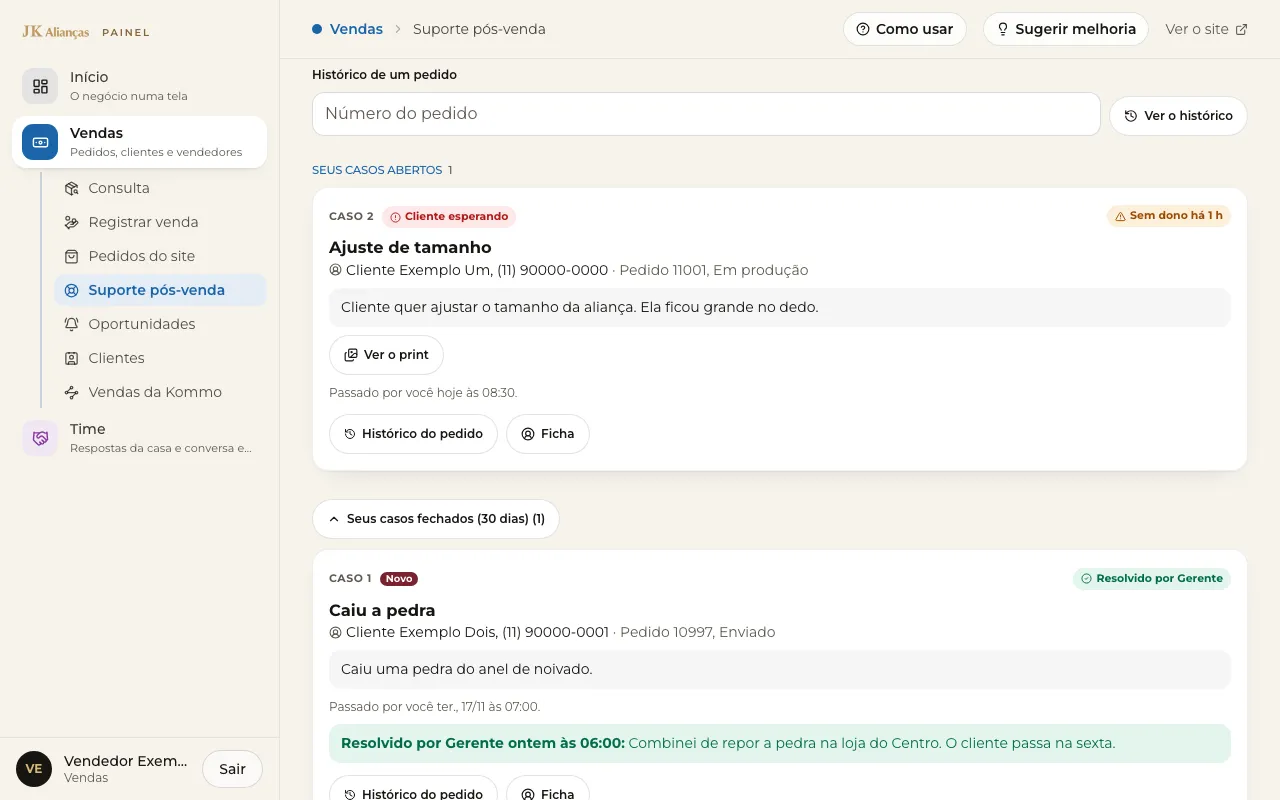 JK Alianças PAINEL
Início
O negócio numa tela
Vendas
Pedidos, clientes e vendedores
Consulta
Registrar venda
Pedidos do site
Suporte pós-venda
Oportunidades
Clientes
Vendas da Kommo
Time
Respostas da casa e conversa e...
VE
Vendedor Exem...
Vendas
Sair
Vendas > Suporte pós-venda
Como usar
Sugerir melhoria
Ver o site
Histórico de um pedido
Número do pedido
Ver o histórico
SEUS CASOS ABERTOS 1
CASO 2 Cliente esperando
Sem dono há 1 h
Ajuste de tamanho
Cliente Exemplo Um, (11) 90000-0000 · Pedido 11001, Em produção
Cliente quer ajustar o tamanho da aliança. Ela ficou grande no dedo.
Ver o print
Passado por você hoje às 08:30.
Histórico do pedido
Ficha
Seus casos fechados (30 dias) (1)
CASO 1 Novo
Resolvido por Gerente
Caiu a pedra
Cliente Exemplo Dois, (11) 90000-0001 · Pedido 10997, Enviado
Caiu uma pedra do anel de noivado.
Passado por você ter., 17/11 às 07:00.
Resolvido por Gerente ontem às 06:00: Combinei de repor a pedra na loja do Centro. O cliente passa na sexta.
Histórico do pedido
Ficha